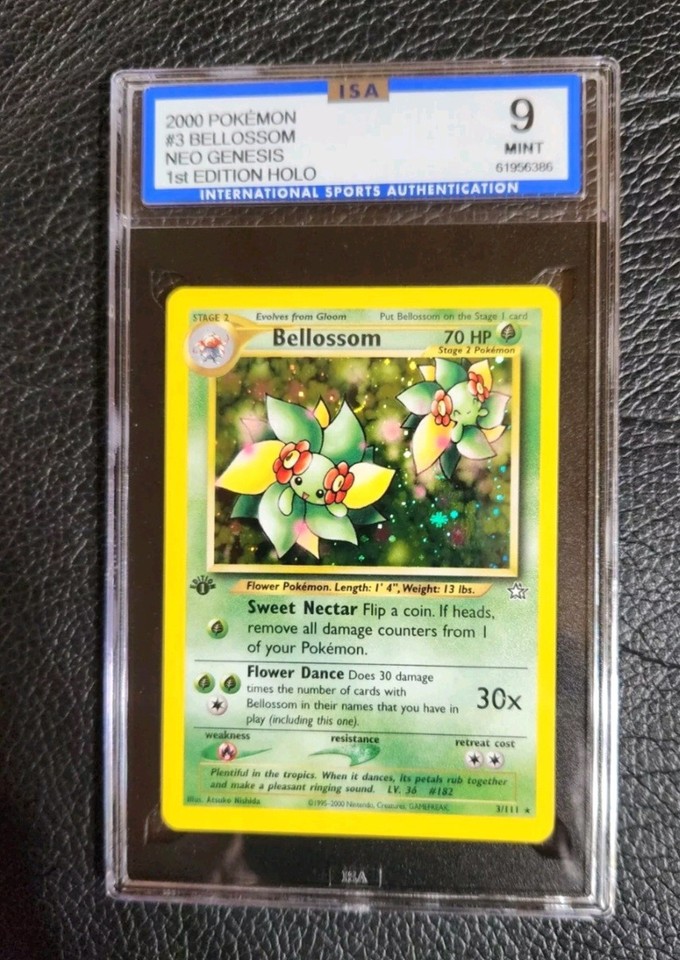 ISA
2000 POKÉMON
#3 BELLOSSOM
NEO GENESIS
1st EDITION HOLO
9
MINT
61956386
INTERNATIONAL SPORTS AUTHENTICATION
STAGE 2 Evolves from Gloom Put Bellossom on the Stage 1 card
Bellossom 70 HP
Stage 2 Pokémon
EDITION
1
Flower Pokémon. Length: 1' 4", Weight: 13 lbs.
Sweet Nectar Flip a coin. If heads,
remove all damage counters from 1
of your Pokémon.
Flower Dance Does 30 damage
times the number of cards with
Bellossom in their names that you have in
play (including this one).
30x
weakness resistance retreat cost
Plentiful in the tropics. When it dances, its petals rub together
and make a pleasant ringing sound. LV. 36 #182
Illus. Atsuko Nishida ©1995-2000 Nintendo, Creatures, GAMEFREAK. 3/111 ★
ISA